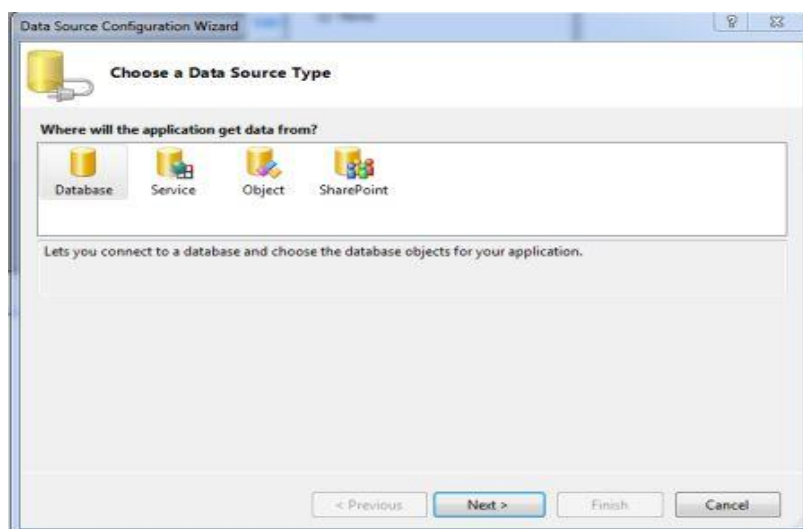 Data Source Configuration Wizard
Choose a Data Source Type
Where will the application get data from?
Database Service Object SharePoint
Lets you connect to a database and choose the database objects for your application.
< Previous Next > Finish Cancel